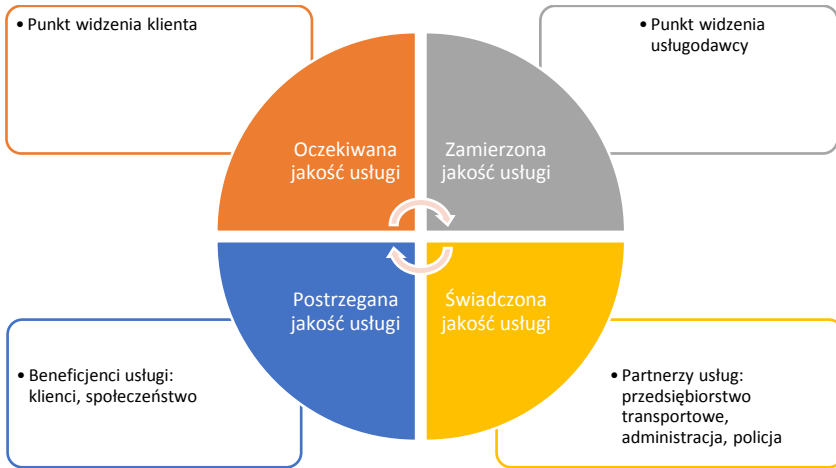 • Punkt widzenia klienta
• Punkt widzenia
usługodawcy
Oczekiwana
jakość usługi
Zamierzona
jakość usługi
Postrzegana
jakość usługi
Świadczona
jakość usługi
• Beneficjenci usługi:
klienci, społeczeństwo
• Partnerzy usług:
przedsiębiorstwo
transportowe,
administracja, policja